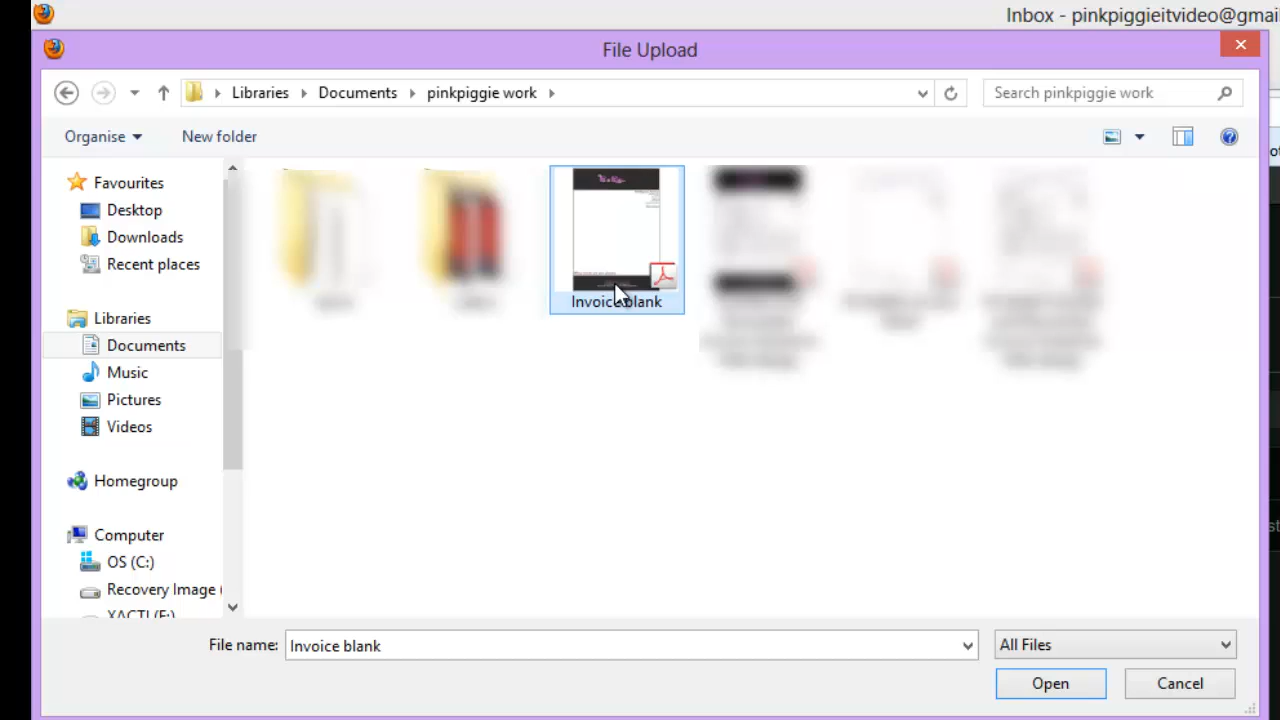 Inbox - pinkpiggieitvideo@gmai
File Upload
Libraries
Documents
pinkpiggie work
Search pinkpiggie work
Organise
New folder
Favourites
Desktop
Downloads
Recent places
Libraries
Documents
Music
Pictures
Videos
Homegroup
Computer
OS (C:)
Recovery Image (
XACTI (E:)
Invoice blank
File name:
Invoice blank
All Files
Open
Cancel